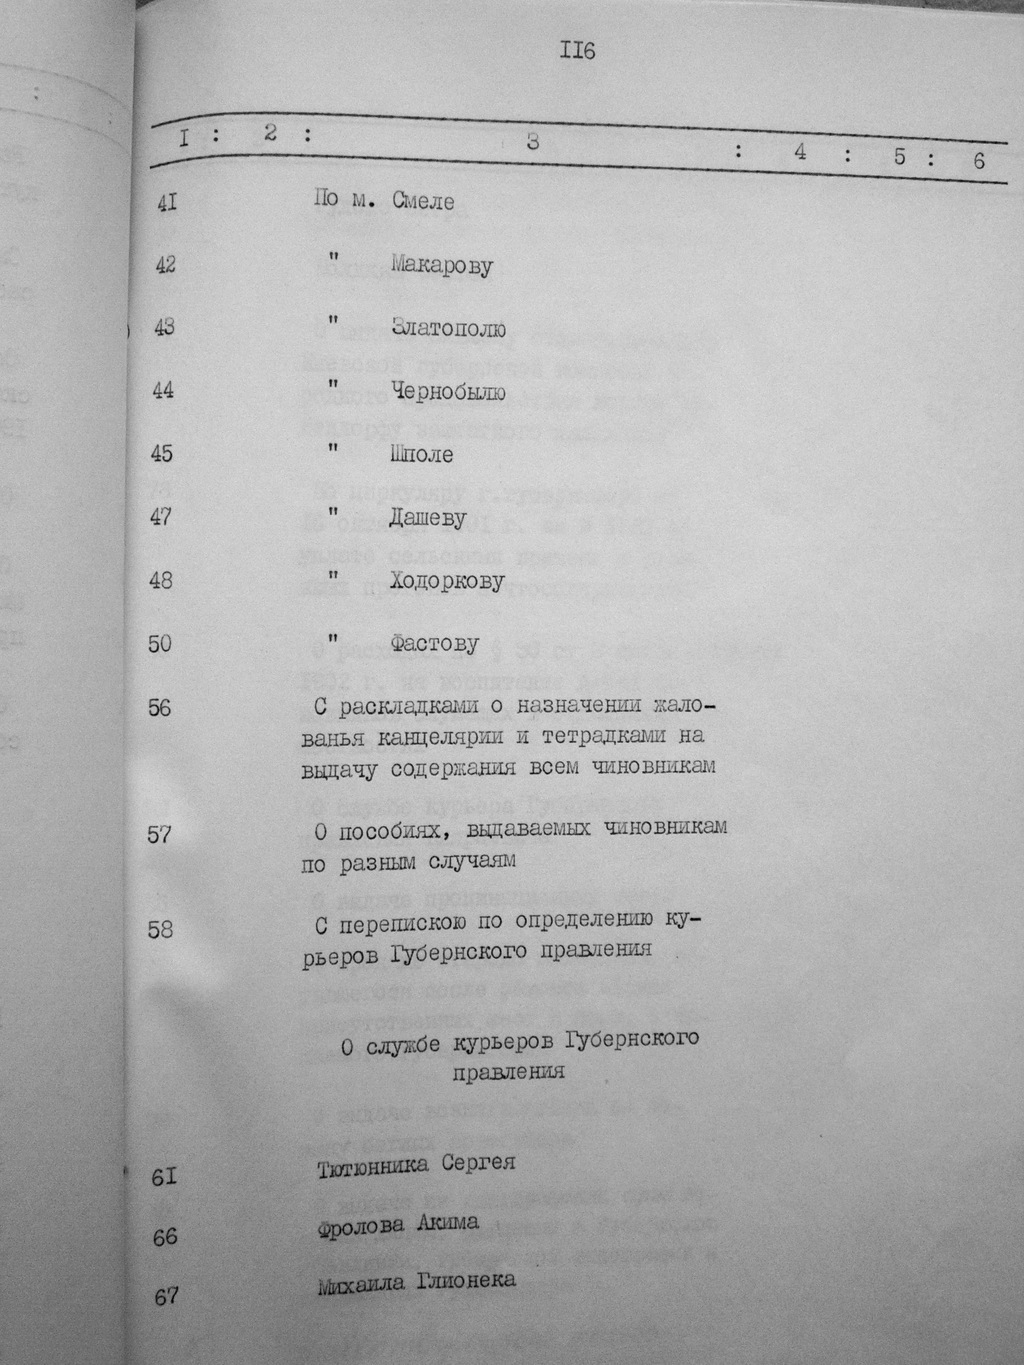 II6
I : 2 : 3 : 4 : 5 : 6
4I По м. Смеле
42 " Макарову
43 " Златополю
44 " Чернобылю
45 " Шполе
47 " Дашеву
48 " Ходоркову
50 " Фастову
56 С раскладками о назначении жало-
ванья канцелярии и тетрадками на
выдачу содержания всем чиновникам
57 О пособиях, выдаваемых чиновникам
по разным случаям
58 С перепискою по определению ку-
рьеров Губернского правления
О службе курьеров Губернского
правления
6I Тютюнника Сергея
66 Фролова Акима
67 Михаила Глионека